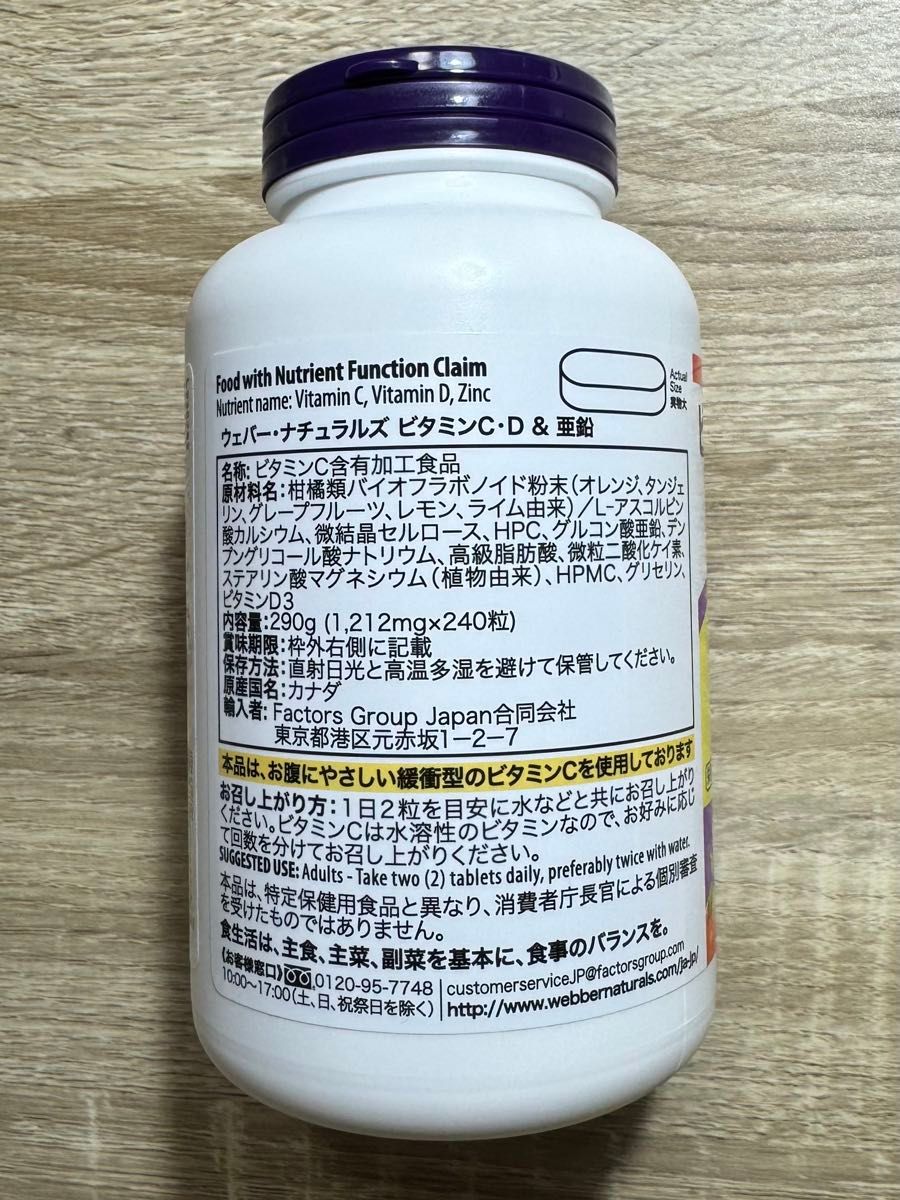 Food with Nutrient Function Claim
Nutrient name: Vitamin C, Vitamin D, Zinc
Actual
Size
実物大
ウェバー・ナチュラルズ ビタミンC・D & 亜鉛
名称: ビタミンC含有加工食品
原材料名: 柑橘類バイオフラボノイド粉末(オレンジ、タンジェ
リン、グレープフルーツ、レモン、ライム由来)／L-アスコルビン
酸カルシウム、微結晶セルロース、HPC、グルコン酸亜鉛、デン
プングリコール酸ナトリウム、高級脂肪酸、微粒二酸化ケイ素、
ステアリン酸マグネシウム(植物由来)、HPMC、グリセリン、
ビタミンD3
内容量: 290g (1,212mg×240粒)
賞味期限: 枠外右側に記載
保存方法: 直射日光と高温多湿を避けて保管してください。
原産国名: カナダ
輸入者: Factors Group Japan合同会社
東京都港区元赤坂1-2-7
本品は、お腹にやさしい緩衝型のビタミンCを使用しております
お召し上がり方: 1日2粒を目安に水などと共にお召し上がり
ください。ビタミンCは水溶性のビタミンなので、お好みに応じ
て回数を分けてお召し上がりください。
SUGGESTED USE: Adults - Take two (2) tablets daily, preferably twice with water.
本品は、特定保健用食品と異なり、消費者庁長官による個別審査
を受けたものではありません。
食生活は、主食、主菜、副菜を基本に、食事のバランスを。
《お客様窓口》 0120-95-7748
10:00～17:00(土、日、祝祭日を除く)
customerserviceJP@factorsgroup.com
http://www.webbernaturals.com/ja-jp/